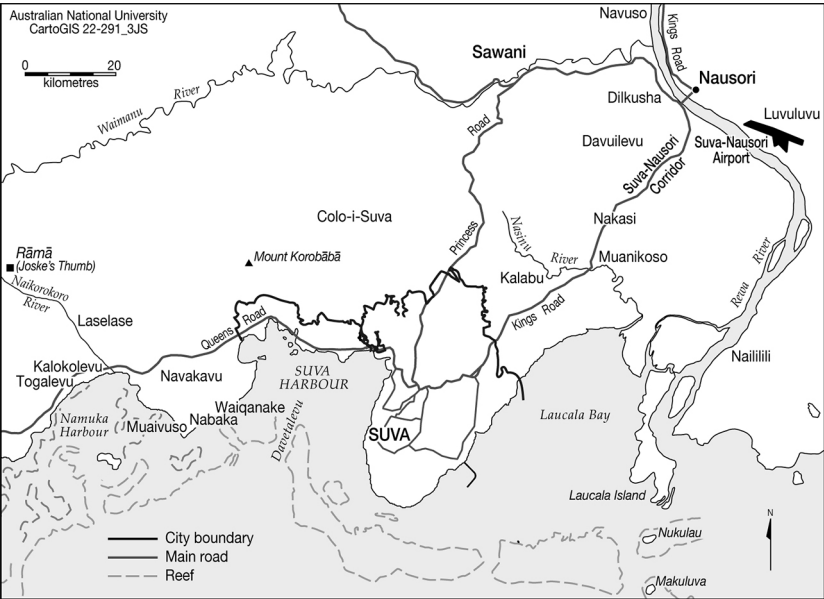 Australian National University
CartoGIS 22-291_3JS
0 20
kilometres
Navuso
Kings Road
Sawani
Nausori
Dilkusha
Luvuluvu
Waimanu River
Road
Davuilevu
Suva-Nausori
Corridor
Suva-Nausori
Airport
Colo-i-Suva
Nakasi
Nasinu
River
Princess
Rāmā
(Joske's Thumb)
Mount Korobābā
Muanikoso
Kalabu
Naikorokoro
River
Rewa River
Laselase
Queens Road
Kings Road
Kalokolevu
Togalevu
Navakavu
SUVA
HARBOUR
Naililili
Namuka
Harbour
Muaivuso
Nabaka
Waiqanake
Davetalevu
Laucala Bay
SUVA
Laucala Island
City boundary
Main road
Reef
N
Nukulau
Makuluva